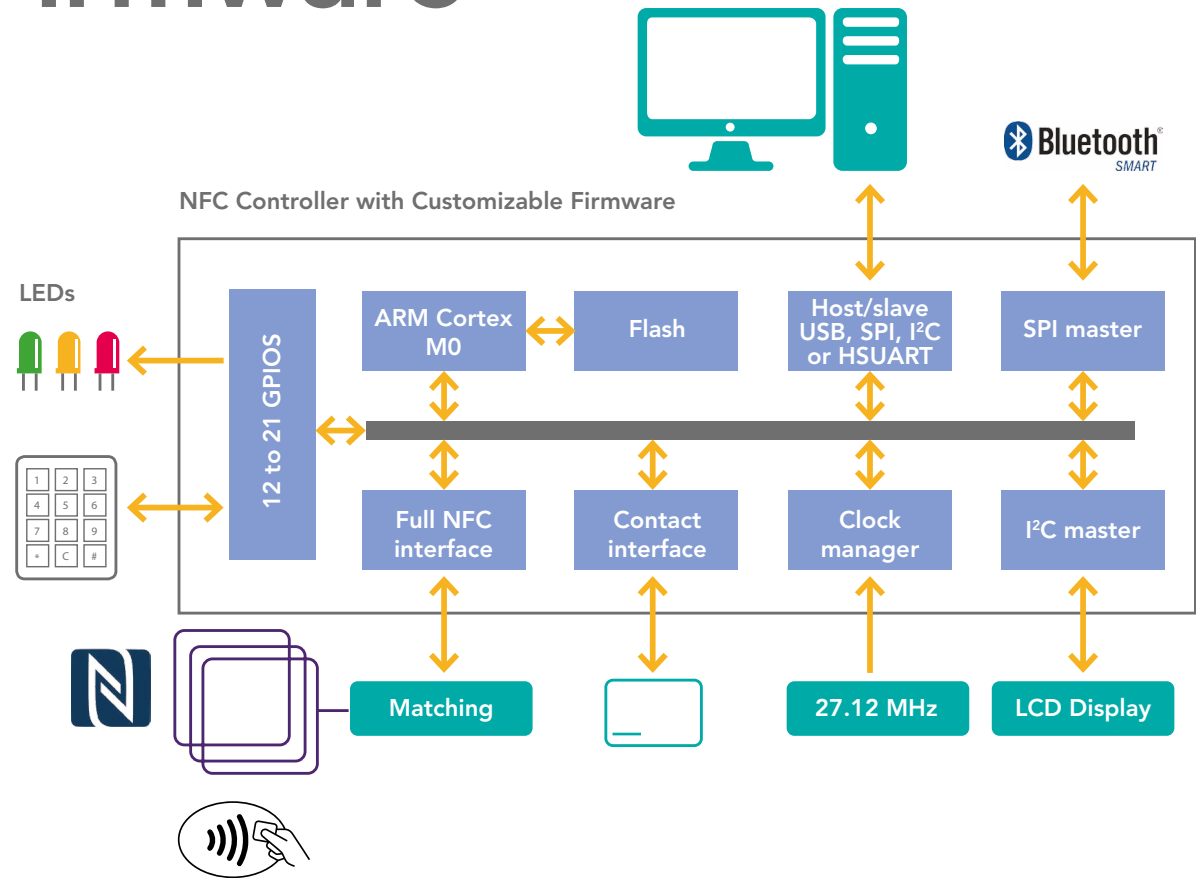 Bluetooth®
SMART
NFC Controller with Customizable Firmware
LEDs
12 to 21 GPIOS
ARM Cortex
M0
Flash
Host/slave
USB, SPI, I²C
or HSUART
SPI master
1 2 3
4 5 6
7 8 9
* C #
Full NFC
interface
Contact
interface
Clock
manager
I²C master
N
Matching
27.12 MHz
LCD Display